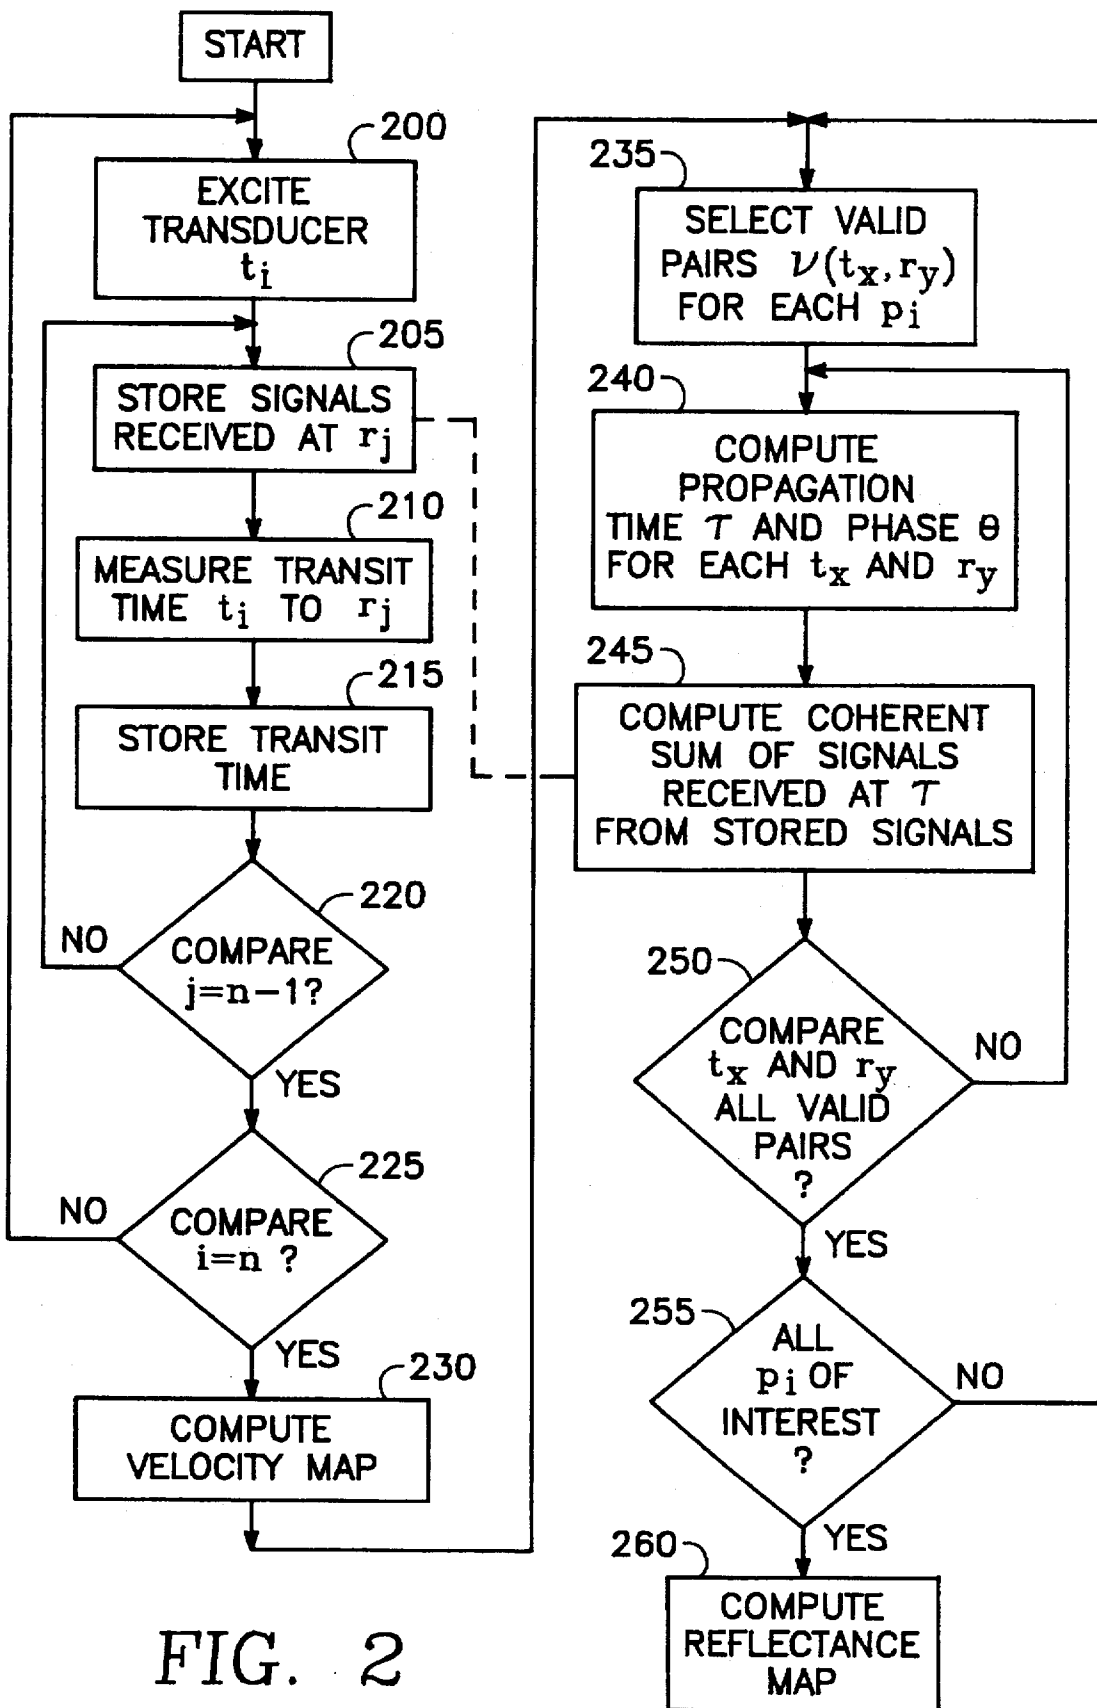 START
200
EXCITE
TRANSDUCER
ti
205
STORE SIGNALS
RECEIVED AT rj
210
MEASURE TRANSIT
TIME ti TO rj
215
STORE TRANSIT
TIME
220
NO
COMPARE
j=n-1?
YES
225
NO
COMPARE
i=n ?
YES
230
COMPUTE
VELOCITY MAP
235
SELECT VALID
PAIRS ν(tx,ry)
FOR EACH pi
240
COMPUTE
PROPAGATION
TIME τ AND PHASE θ
FOR EACH tx AND ry
245
COMPUTE COHERENT
SUM OF SIGNALS
RECEIVED AT τ
FROM STORED SIGNALS
250
COMPARE
tx AND ry
ALL VALID
PAIRS
?
NO
YES
255
ALL
pi OF
INTEREST
?
NO
YES
260
COMPUTE
REFLECTANCE
MAP
FIG. 2